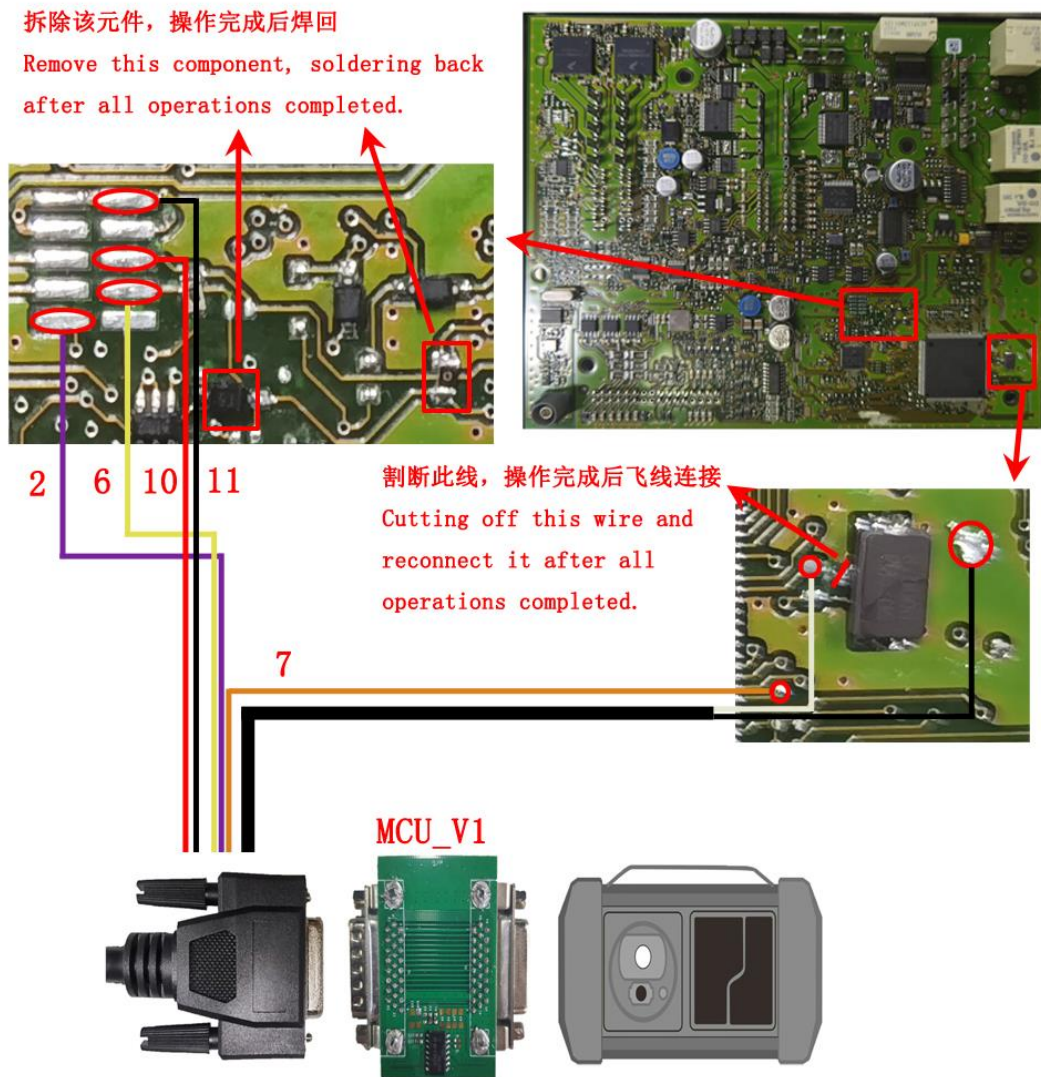 拆除该元件，操作完成后焊回
Remove this component, soldering back
after all operations completed.
2 6 10 11
割断此线，操作完成后飞线连接
Cutting off this wire and
reconnect it after all
operations completed.
7
MCU_V1